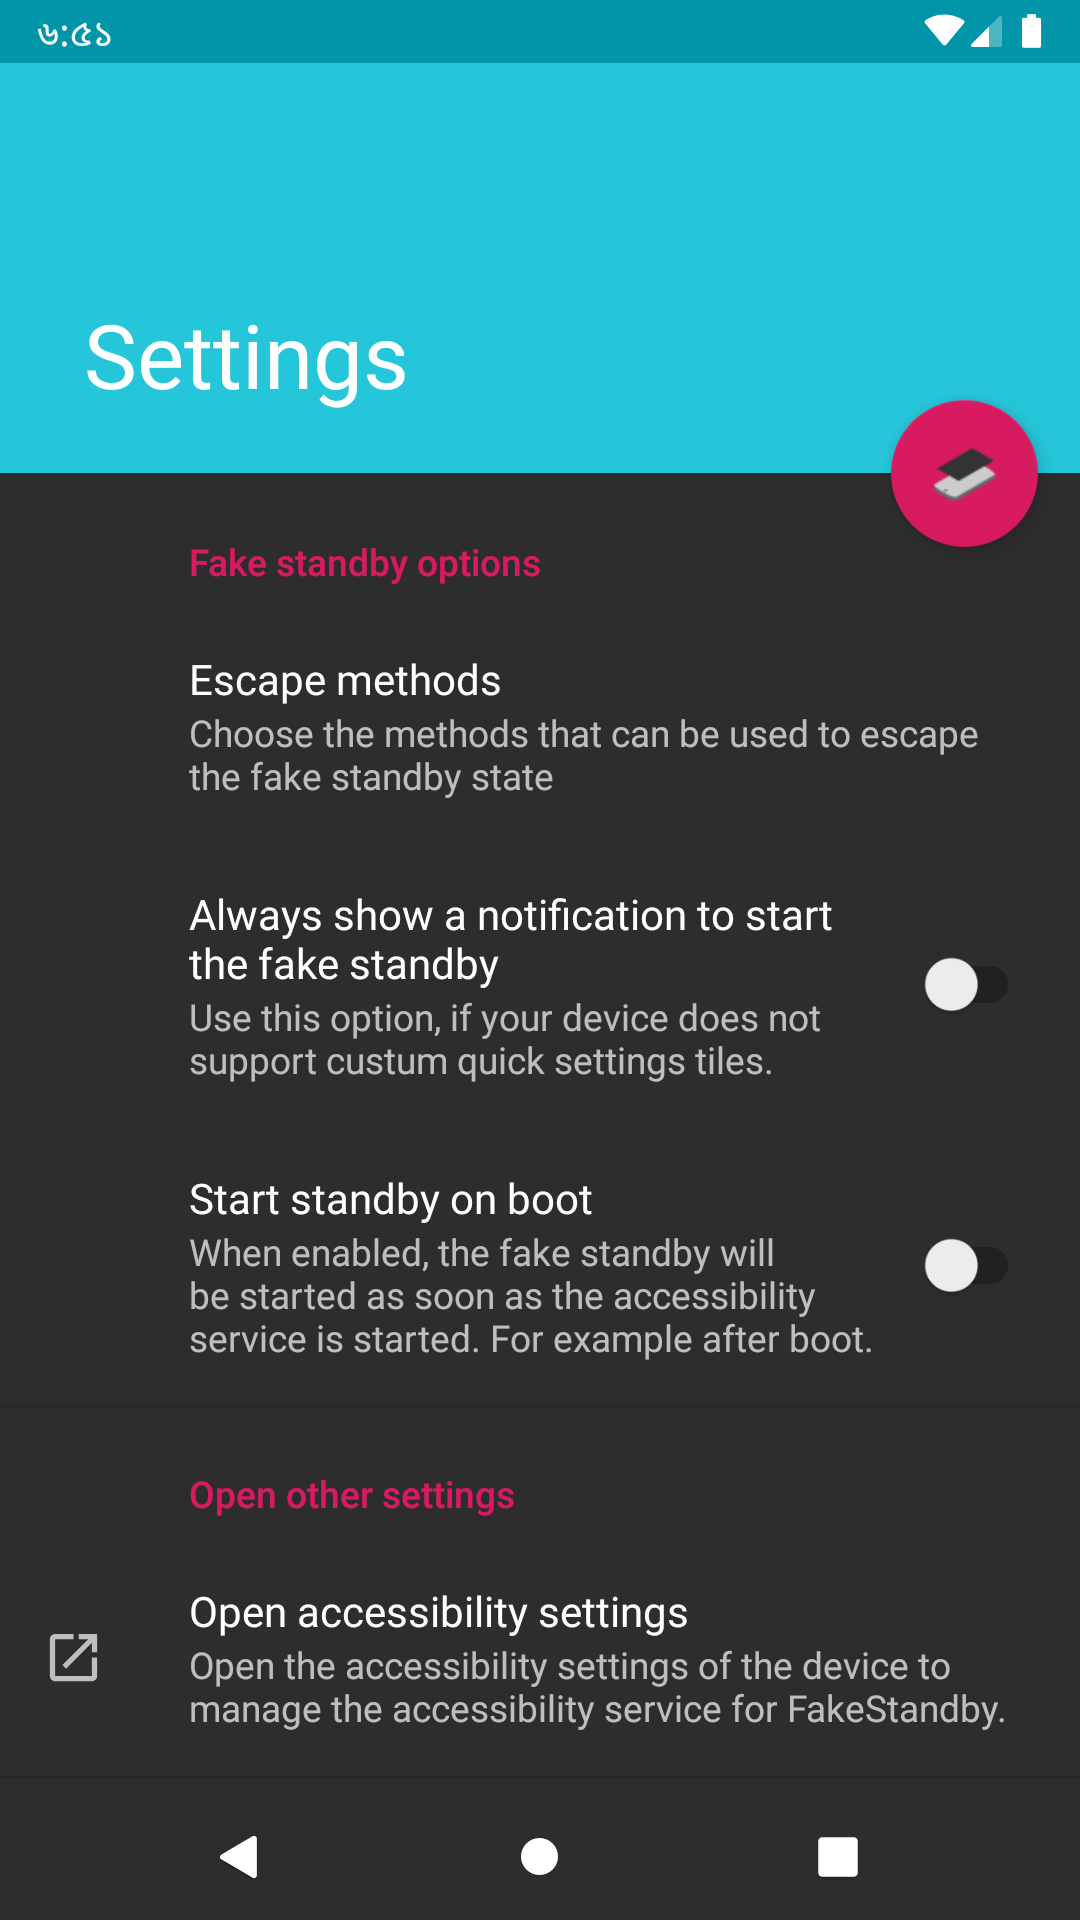 ৬:৫১
Settings
Fake standby options
Escape methods
Choose the methods that can be used to escape
the fake standby state
Always show a notification to start
the fake standby
Use this option, if your device does not
support custum quick settings tiles.
Start standby on boot
When enabled, the fake standby will
be started as soon as the accessibility
service is started. For example after boot.
Open other settings
Open accessibility settings
Open the accessibility settings of the device to
manage the accessibility service for FakeStandby.